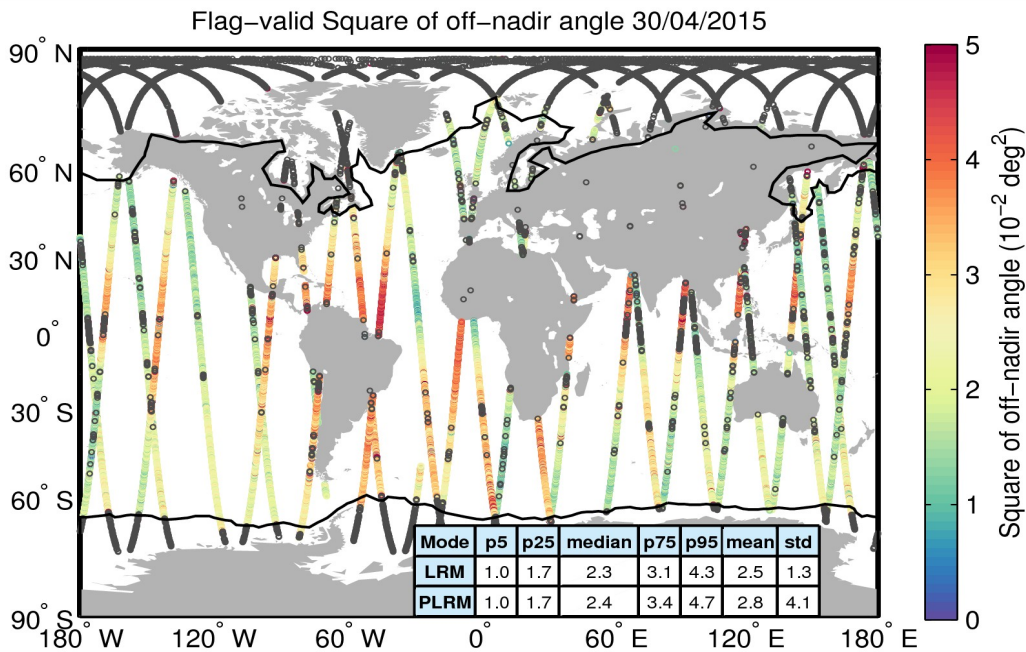 Flag-valid Square of off-nadir angle 30/04/2015
90° N
60° N
30° N
0°
30° S
60° S
90° S
180° W
120° W
60° W
0°
60° E
120° E
180° E
Mode p5 p25 median p75 p95 mean std
LRM 1.0 1.7 2.3 3.1 4.3 2.5 1.3
PLRM 1.0 1.7 2.4 3.4 4.7 2.8 4.1
5
4
3
2
1
0
Square of off-nadir angle (10⁻² deg²)